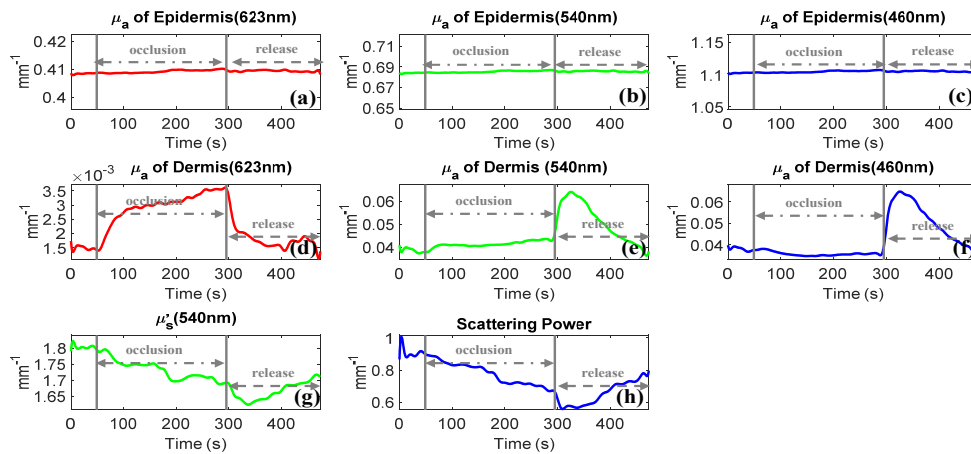 μa of Epidermis(623nm)
0.42
0.41
0.4
mm-1
occlusion
release
(a)
0 100 200 300 400
Time (s)
μa of Epidermis(540nm)
0.71
0.69
0.67
0.65
mm-1
occlusion
release
(b)
0 100 200 300 400
Time (s)
μa of Epidermis(460nm)
1.15
1.1
1.05
mm-1
occlusion
release
(c)
0 200 400
Time (s)
μa of Dermis(623nm)
×10-3
3.5
3
2.5
2
1.5
mm-1
occlusion
release
(d)
0 100 200 300 400
Time (s)
μa of Dermis (540nm)
0.06
0.05
0.04
mm-1
occlusion
release
(e)
0 100 200 300 400
Time (s)
μa of Dermis(460nm)
0.06
0.05
0.04
mm-1
occlusion
release
(f)
0 200 400
Time (s)
μ's(540nm)
1.8
1.75
1.7
1.65
mm-1
occlusion
release
(g)
0 100 200 300 400
Time (s)
Scattering Power
1
0.8
0.6
mm-1
occlusion
release
(h)
0 100 200 300 400
Time (s)